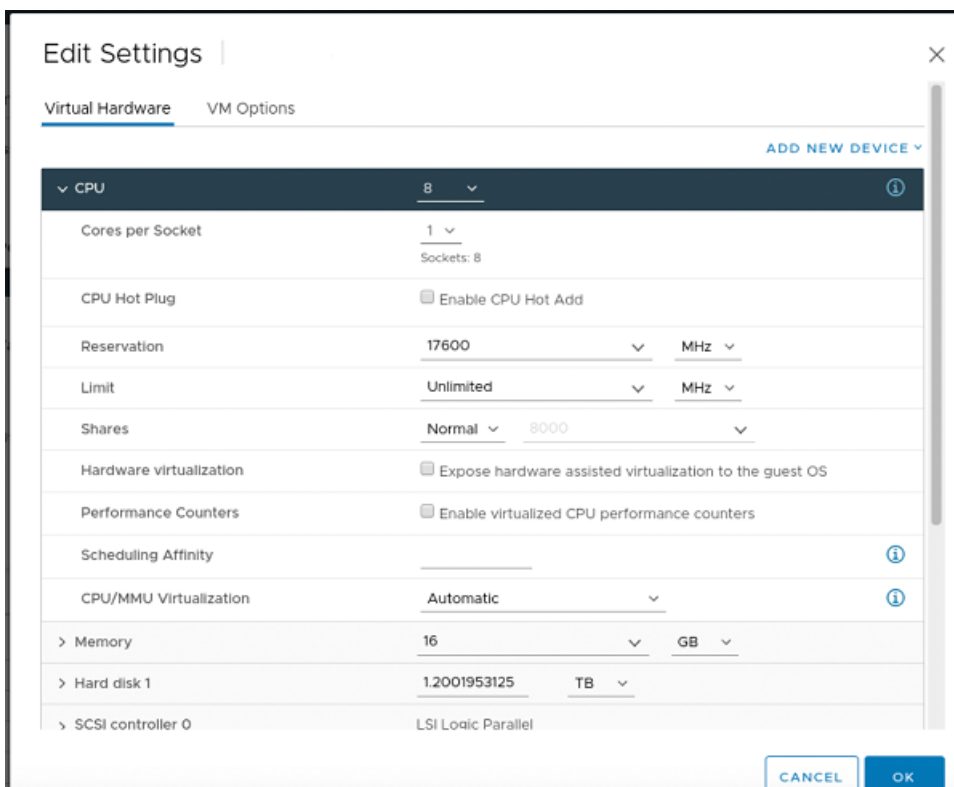 Edit Settings
Virtual Hardware VM Options
ADD NEW DEVICE
CPU 8
Cores per Socket 1
Sockets: 8
CPU Hot Plug Enable CPU Hot Add
Reservation 17600 MHz
Limit Unlimited MHz
Shares Normal 8000
Hardware virtualization Expose hardware assisted virtualization to the guest OS
Performance Counters Enable virtualized CPU performance counters
Scheduling Affinity
CPU/MMU Virtualization Automatic
Memory 16 GB
Hard disk 1 1.2001953125 TB
SCSI controller 0 LSI Logic Parallel
CANCEL OK